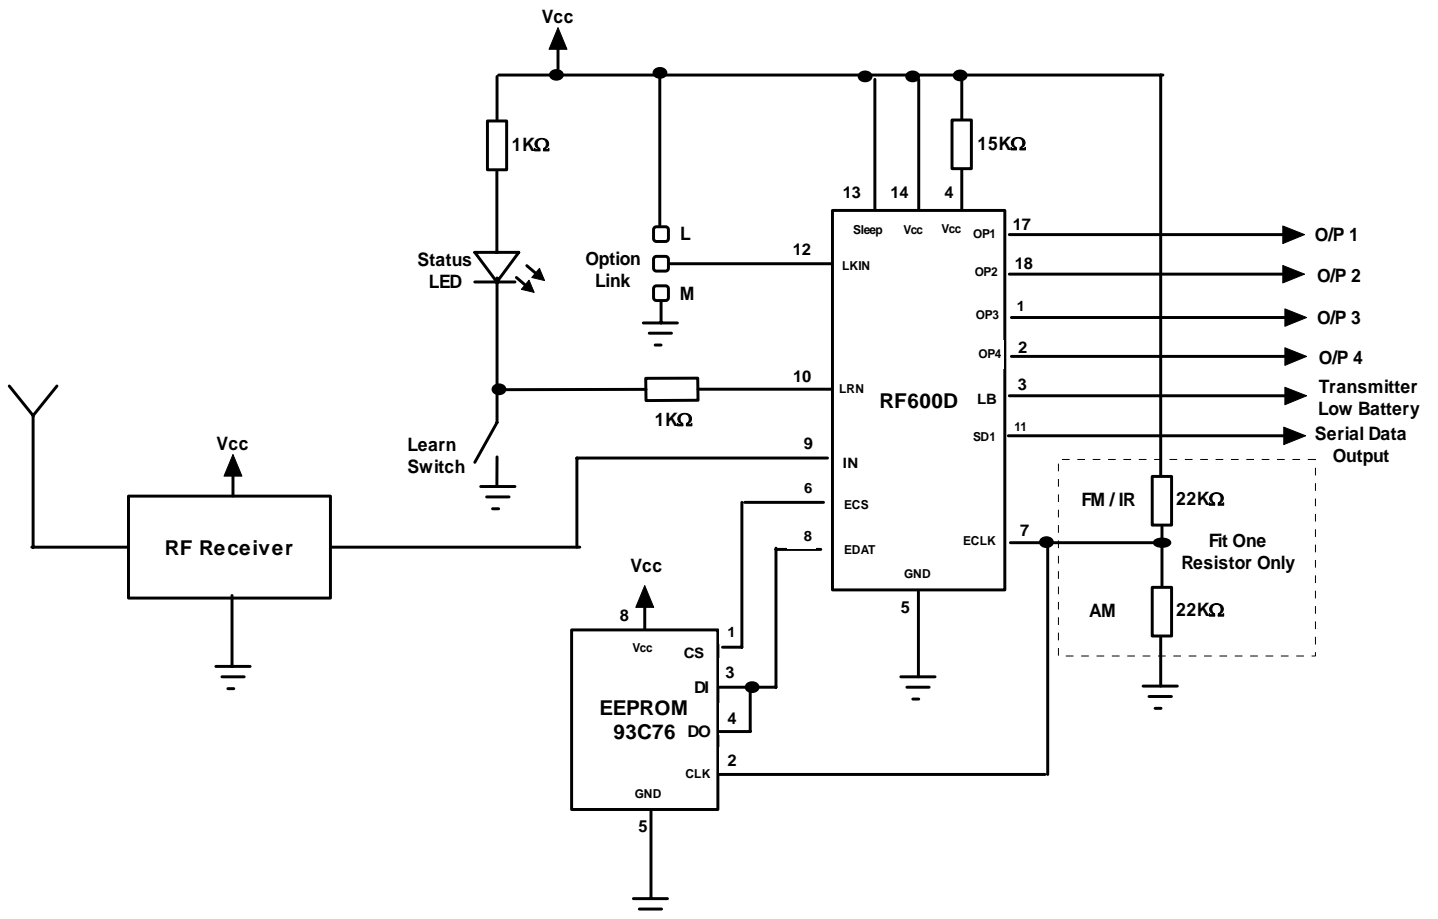 Vcc
1KΩ
15KΩ
13
14
4
Sleep
Vcc
Vcc
OP1
17
O/P 1
L
Option
Link
M
12
LKIN
Status
LED
OP2
18
O/P 2
OP3
1
O/P 3
OP4
2
O/P 4
10
LRN
1KΩ
RF600D
LB
3
Transmitter
Low Battery
SD1
11
Serial Data
Output
Learn
Switch
9
IN
Vcc
RF Receiver
6
ECS
8
EDAT
ECLK
7
GND
5
FM / IR
22KΩ
Fit One
Resistor Only
AM
22KΩ
Vcc
8
Vcc
CS
1
DI
3
EEPROM
93C76
DO
4
CLK
2
GND
5